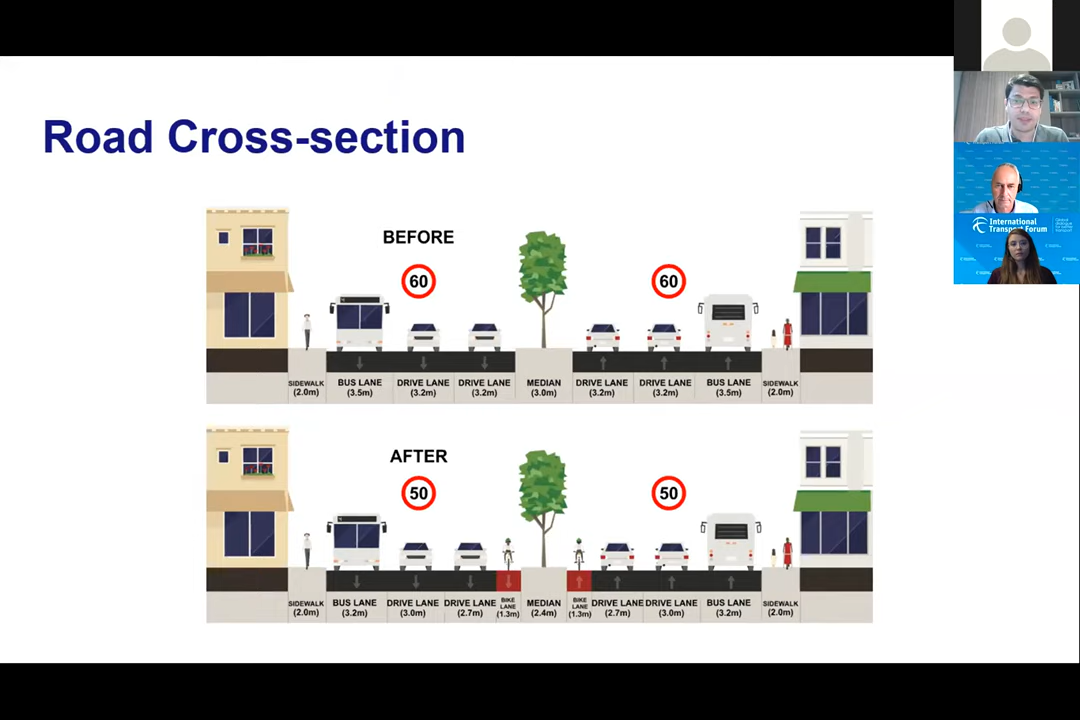 Road Cross-section
BEFORE
60
60
SIDEWALK
(2.0m)
BUS LANE
(3.5m)
DRIVE LANE
(3.2m)
DRIVE LANE
(3.2m)
MEDIAN
(3.0m)
DRIVE LANE
(3.2m)
DRIVE LANE
(3.2m)
BUS LANE
(3.5m)
SIDEWALK
(2.0m)
AFTER
50
50
SIDEWALK
(2.0m)
BUS LANE
(3.2m)
DRIVE LANE
(3.0m)
DRIVE LANE
(2.7m)
BIKE
LANE
(1.3m)
MEDIAN
(2.4m)
BIKE
LANE
(1.3m)
DRIVE LANE
(2.7m)
DRIVE LANE
(3.0m)
BUS LANE
(3.2m)
SIDEWALK
(2.0m)
International
Transport Forum